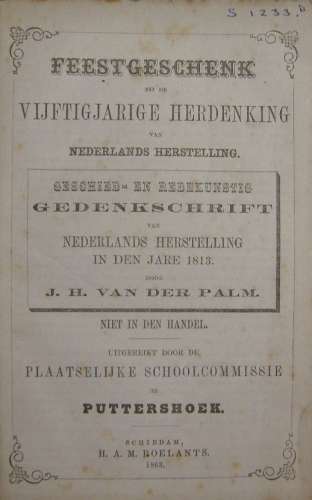 S 1233 b
FEESTGESCHENK
BIJ DE
VIJFTIGJARIGE HERDENKING
VAN
NEDERLANDS HERSTELLING.
GESCHIED- EN REDEKUNSTIG
GEDENKSCHRIFT
VAN
NEDERLANDS HERSTELLING
IN DEN JARE 1813.
DOOR
J. H. VAN DER PALM.
NIET IN DEN HANDEL.
UITGEREIKT DOOR DE
PLAATSELIJKE SCHOOLCOMMISSIE
TE
PUTTERSHOEK.
SCHIEDAM,
H. A. M. ROELANTS.
1863.